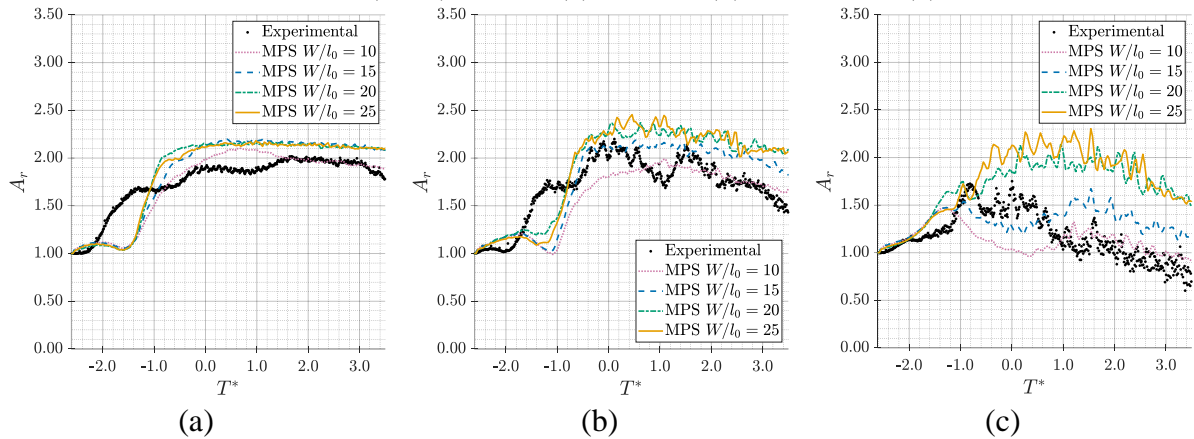 3.50
3.00
2.50
2.00
1.50
1.00
0.50
0.00
A_r
-2.0 -1.0 0.0 1.0 2.0 3.0
T*
Experimental
MPS W/l_0 = 10
MPS W/l_0 = 15
MPS W/l_0 = 20
MPS W/l_0 = 25
(a)
3.50
3.00
2.50
2.00
1.50
1.00
0.50
0.00
A_r
-2.0 -1.0 0.0 1.0 2.0 3.0
T*
Experimental
MPS W/l_0 = 10
MPS W/l_0 = 15
MPS W/l_0 = 20
MPS W/l_0 = 25
(b)
3.50
3.00
2.50
2.00
1.50
1.00
0.50
0.00
A_r
-2.0 -1.0 0.0 1.0 2.0 3.0
T*
Experimental
MPS W/l_0 = 10
MPS W/l_0 = 15
MPS W/l_0 = 20
MPS W/l_0 = 25
(c)